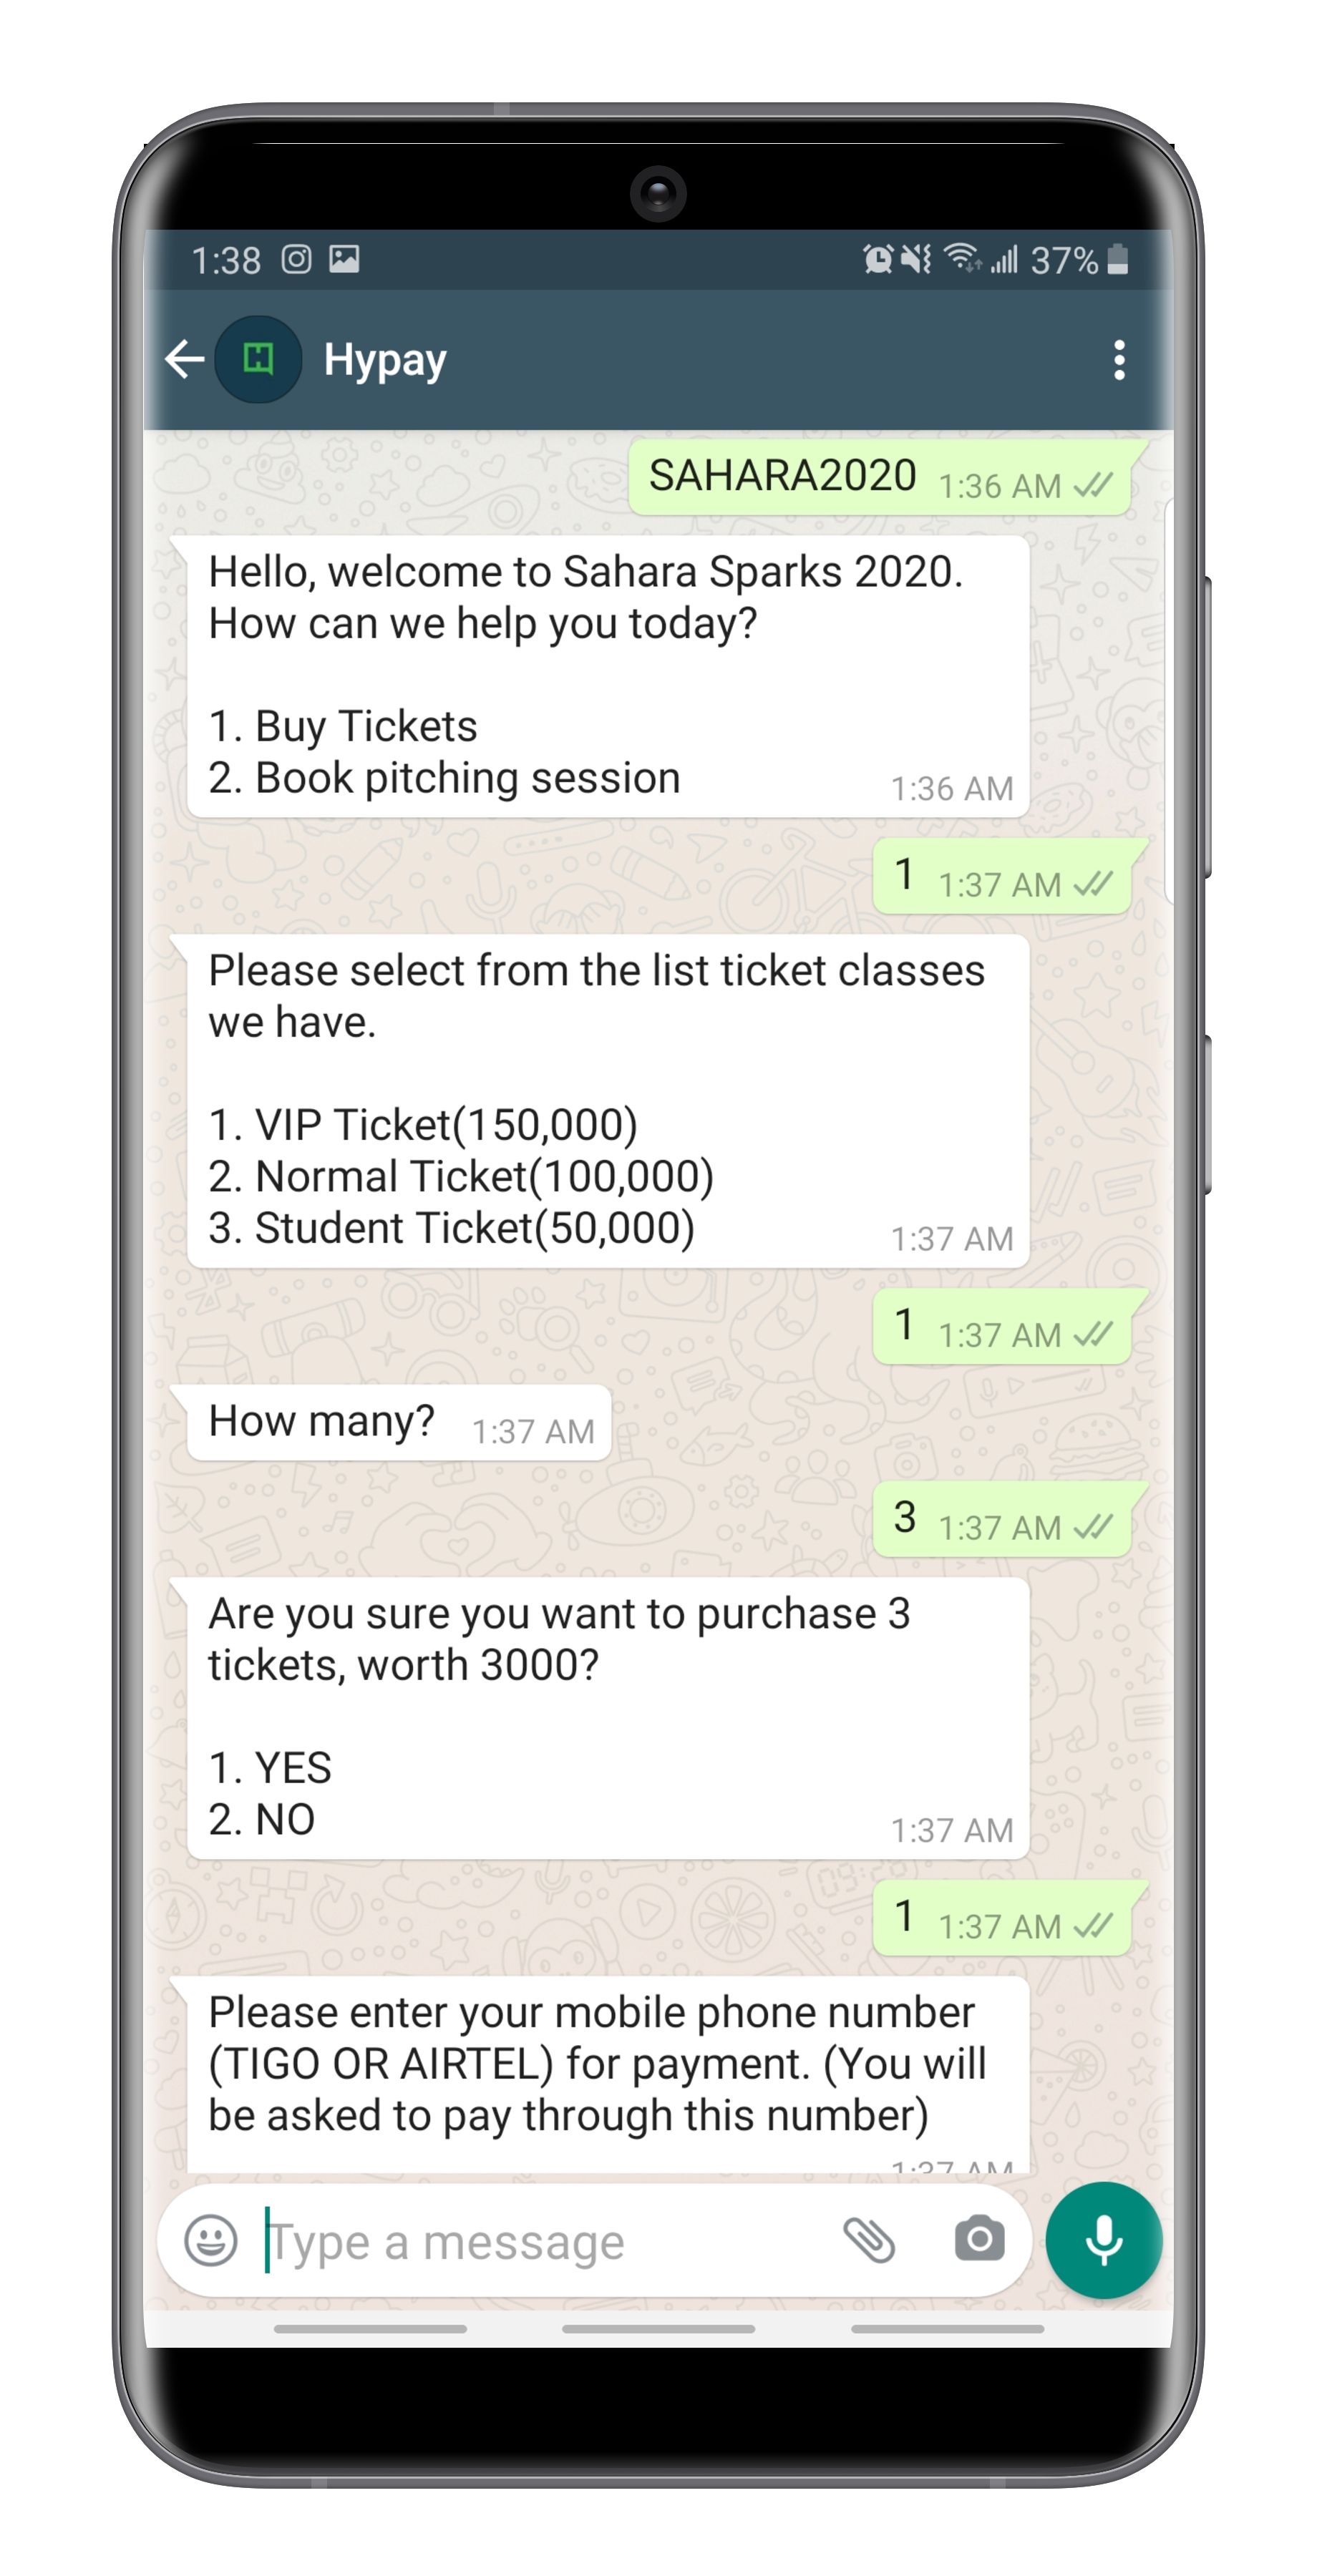 1:38
37%
Hypay
SAHARA2020 1:36 AM
Hello, welcome to Sahara Sparks 2020.
How can we help you today?
1. Buy Tickets
2. Book pitching session
1:36 AM
1 1:37 AM
Please select from the list ticket classes
we have.
1. VIP Ticket(150,000)
2. Normal Ticket(100,000)
3. Student Ticket(50,000)
1:37 AM
1 1:37 AM
How many? 1:37 AM
3 1:37 AM
Are you sure you want to purchase 3
tickets, worth 3000?
1. YES
2. NO
1:37 AM
1 1:37 AM
Please enter your mobile phone number
(TIGO OR AIRTEL) for payment. (You will
be asked to pay through this number)
1:37 AM
Type a message